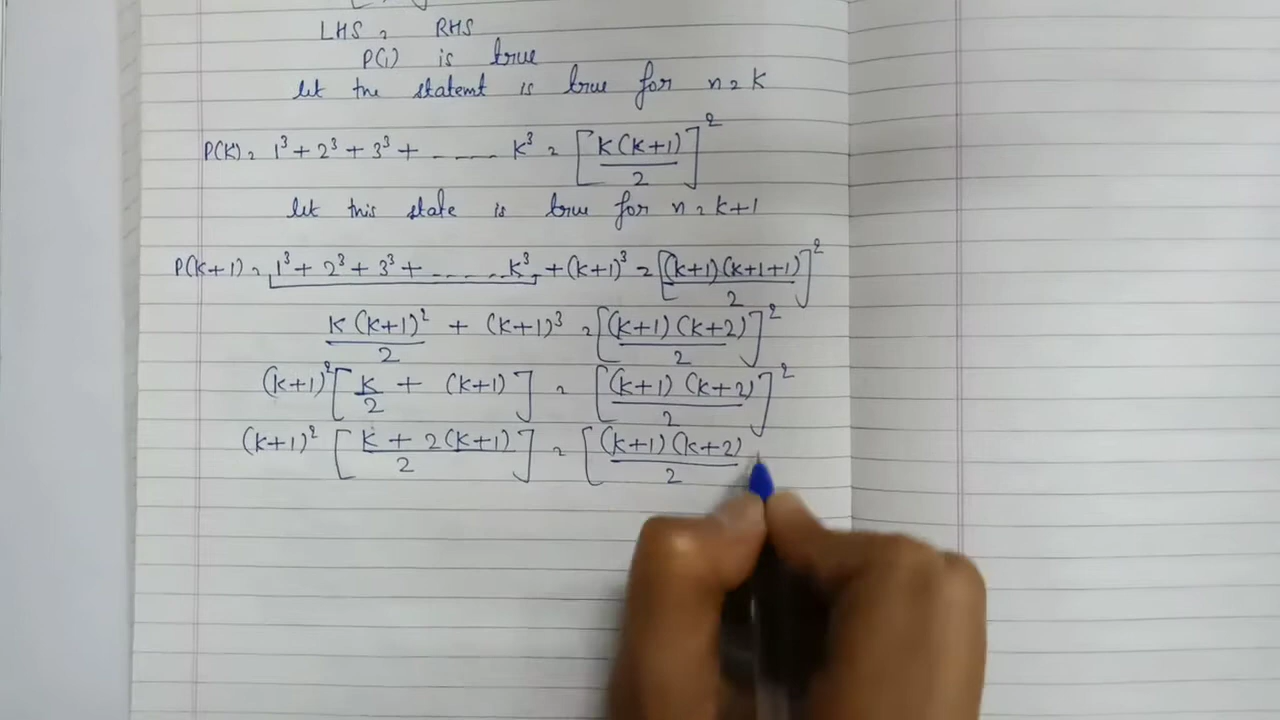 LHS = RHS
P(1) is true
let the statemt is true for n = K
P(K) = 1³ + 2³ + 3³ + ----- K³ = [K(K+1)/2]²
let this state is true for n = K+1
P(K+1) = 1³ + 2³ + 3³ + ----- K³ + (K+1)³ = [(K+1)(K+1+1)/2]²
K(K+1)²/2 + (K+1)³ = [(K+1)(K+2)/2]²
(K+1)² [K/2 + (K+1)] = [(K+1)(K+2)/2]²
(K+1)² [K + 2(K+1)/2] = [(K+1)(K+2)/2